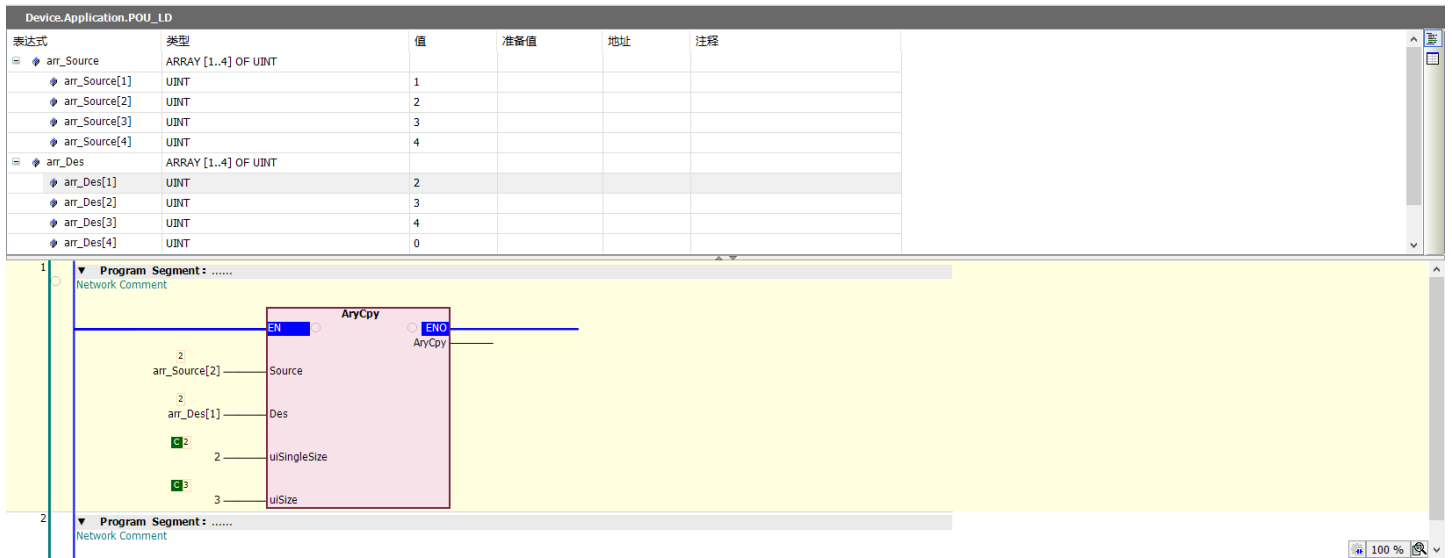 Device.Application.POU_LD
表达式 类型 值 准备值 地址 注释
arr_Source ARRAY [1..4] OF UINT
arr_Source[1] UINT 1
arr_Source[2] UINT 2
arr_Source[3] UINT 3
arr_Source[4] UINT 4
arr_Des ARRAY [1..4] OF UINT
arr_Des[1] UINT 2
arr_Des[2] UINT 3
arr_Des[3] UINT 4
arr_Des[4] UINT 0
1 Program Segment: ......
Network Comment
AryCpy
EN ENO
AryCpy
2
arr_Source[2] Source
2
arr_Des[1] Des
C 2
2 uiSingleSize
C 3
3 uiSize
2 Program Segment: ......
Network Comment
100 %